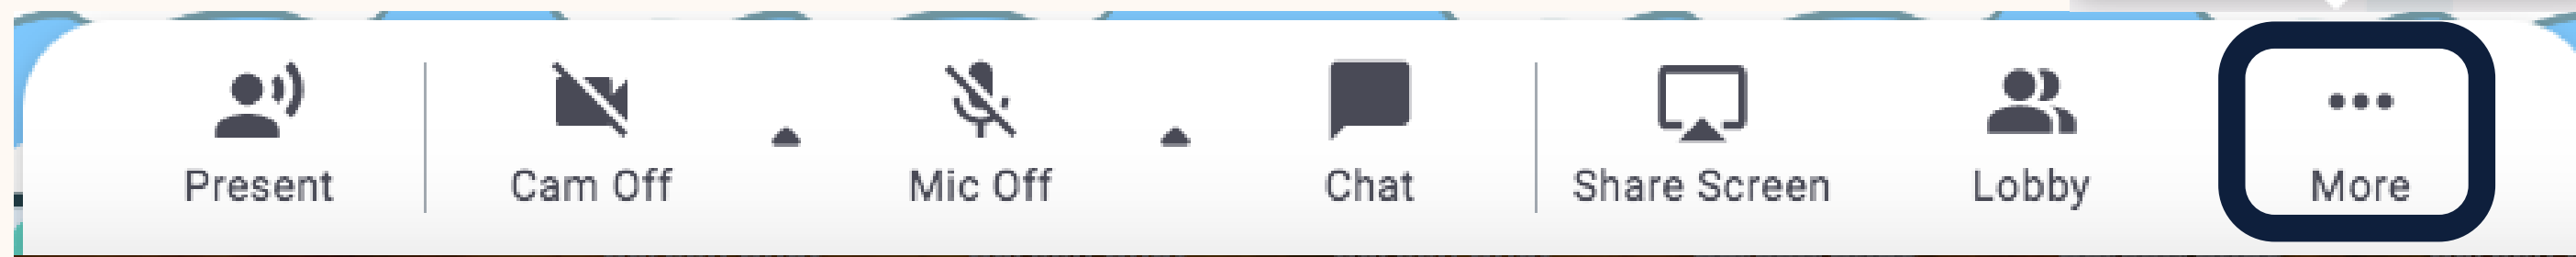 Present
Cam Off
Mic Off
Chat
Share Screen
Lobby
More